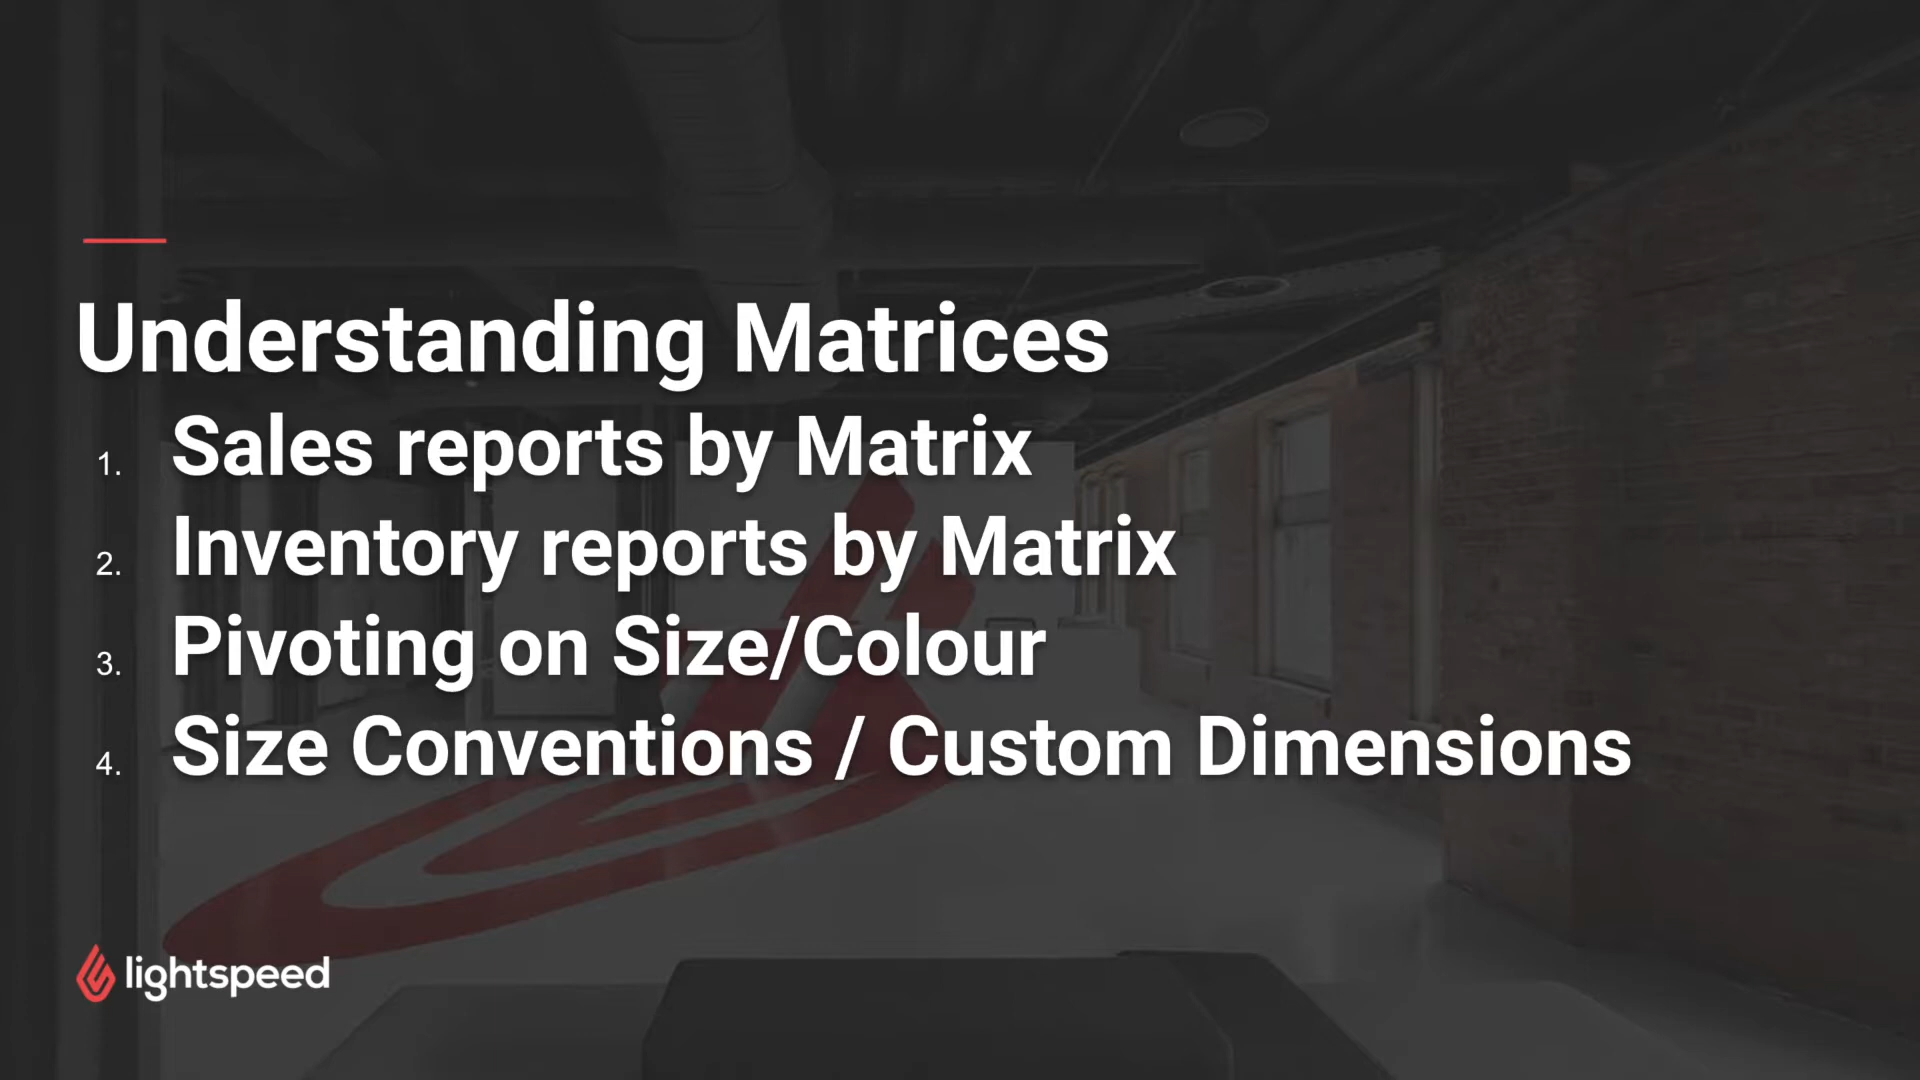 Understanding Matrices
1. Sales reports by Matrix
2. Inventory reports by Matrix
3. Pivoting on Size/Colour
4. Size Conventions / Custom Dimensions
lightspeed